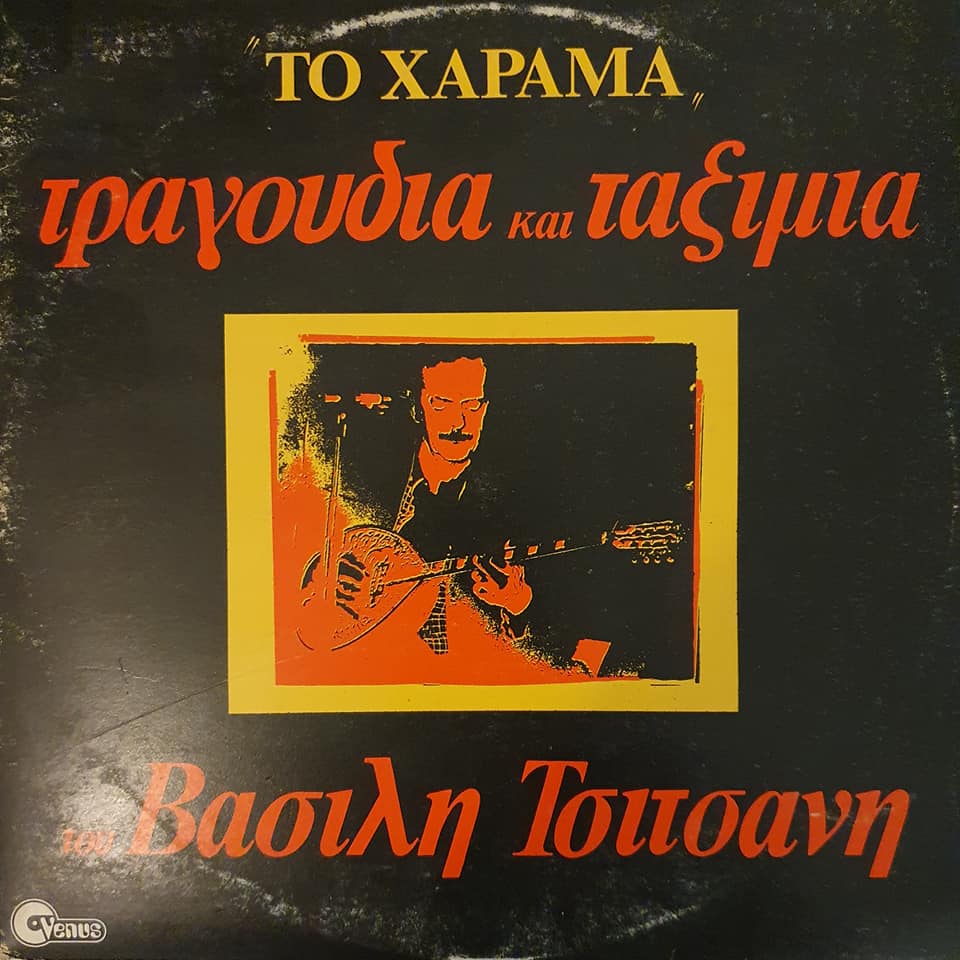 "ΤΟ ΧΑΡΑΜΑ"
τραγουδια και ταξιμια
του Βασιλη Τσιτσανη
Venus